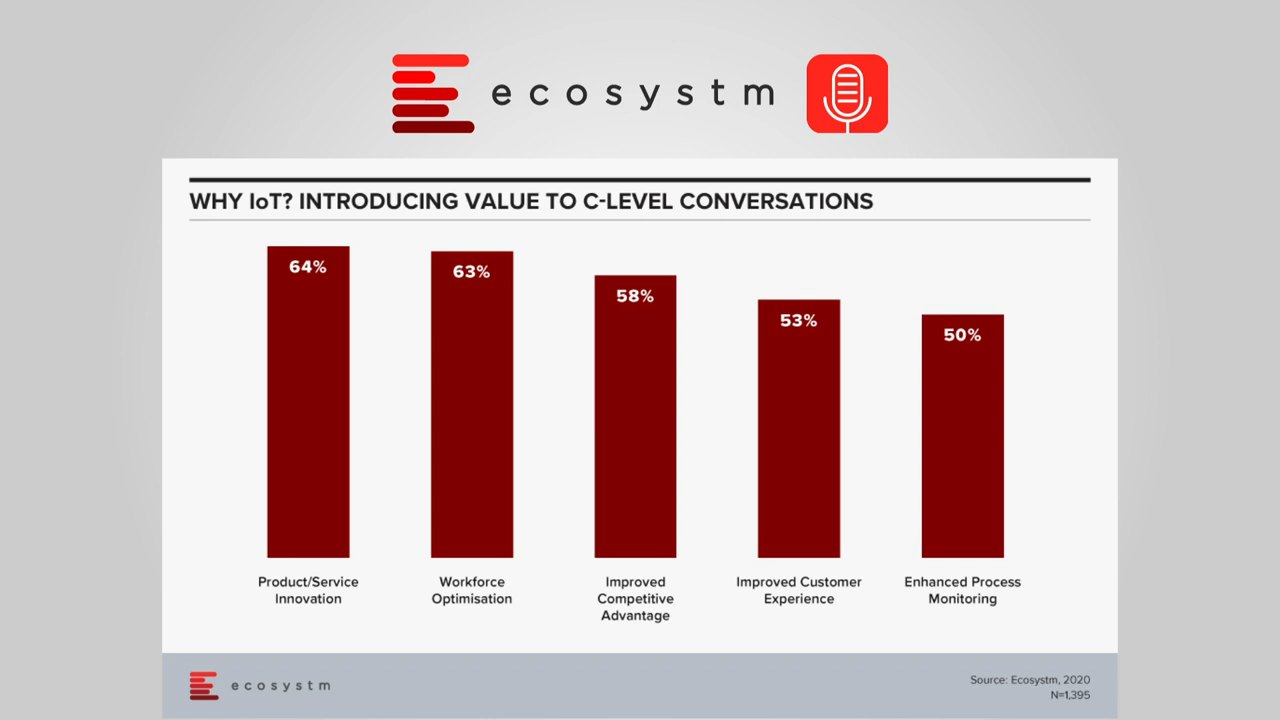 ecosystm
WHY IoT? INTRODUCING VALUE TO C-LEVEL CONVERSATIONS
64%
63%
58%
53%
50%
Product/Service
Innovation
Workforce
Optimisation
Improved
Competitive
Advantage
Improved Customer
Experience
Enhanced Process
Monitoring
ecosystm
Source: Ecosystm, 2020
N=1,395